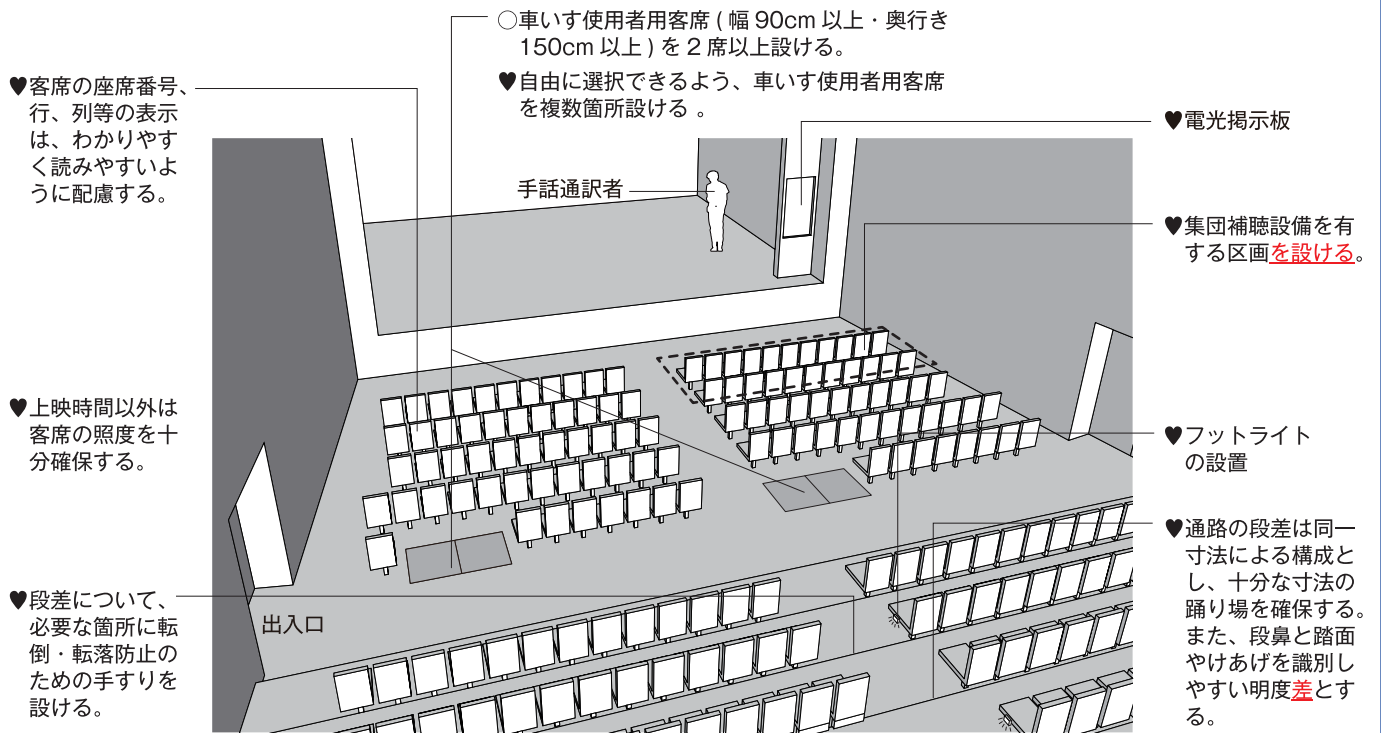 ○車いす使用者用客席 ( 幅 90cm 以上・奥行き
150cm 以上 ) を 2 席以上設ける。
♥自由に選択できるよう、車いす使用者用客席
を複数箇所設ける 。
♥客席の座席番号、
行、列等の表示
は、わかりやす
く読みやすいよ
うに配慮する。
♥電光掲示板
手話通訳者
♥集団補聴設備を有
する区画を設ける。
♥上映時間以外は
客席の照度を十
分確保する。
♥フットライト
の設置
♥通路の段差は同一
寸法による構成と
し、十分な寸法の
踊り場を確保する。
また、段鼻と踏面
やけあげを識別し
やすい明度差とす
る。
♥段差について、
必要な箇所に転
倒・転落防止の
ための手すりを
設ける。
出入口